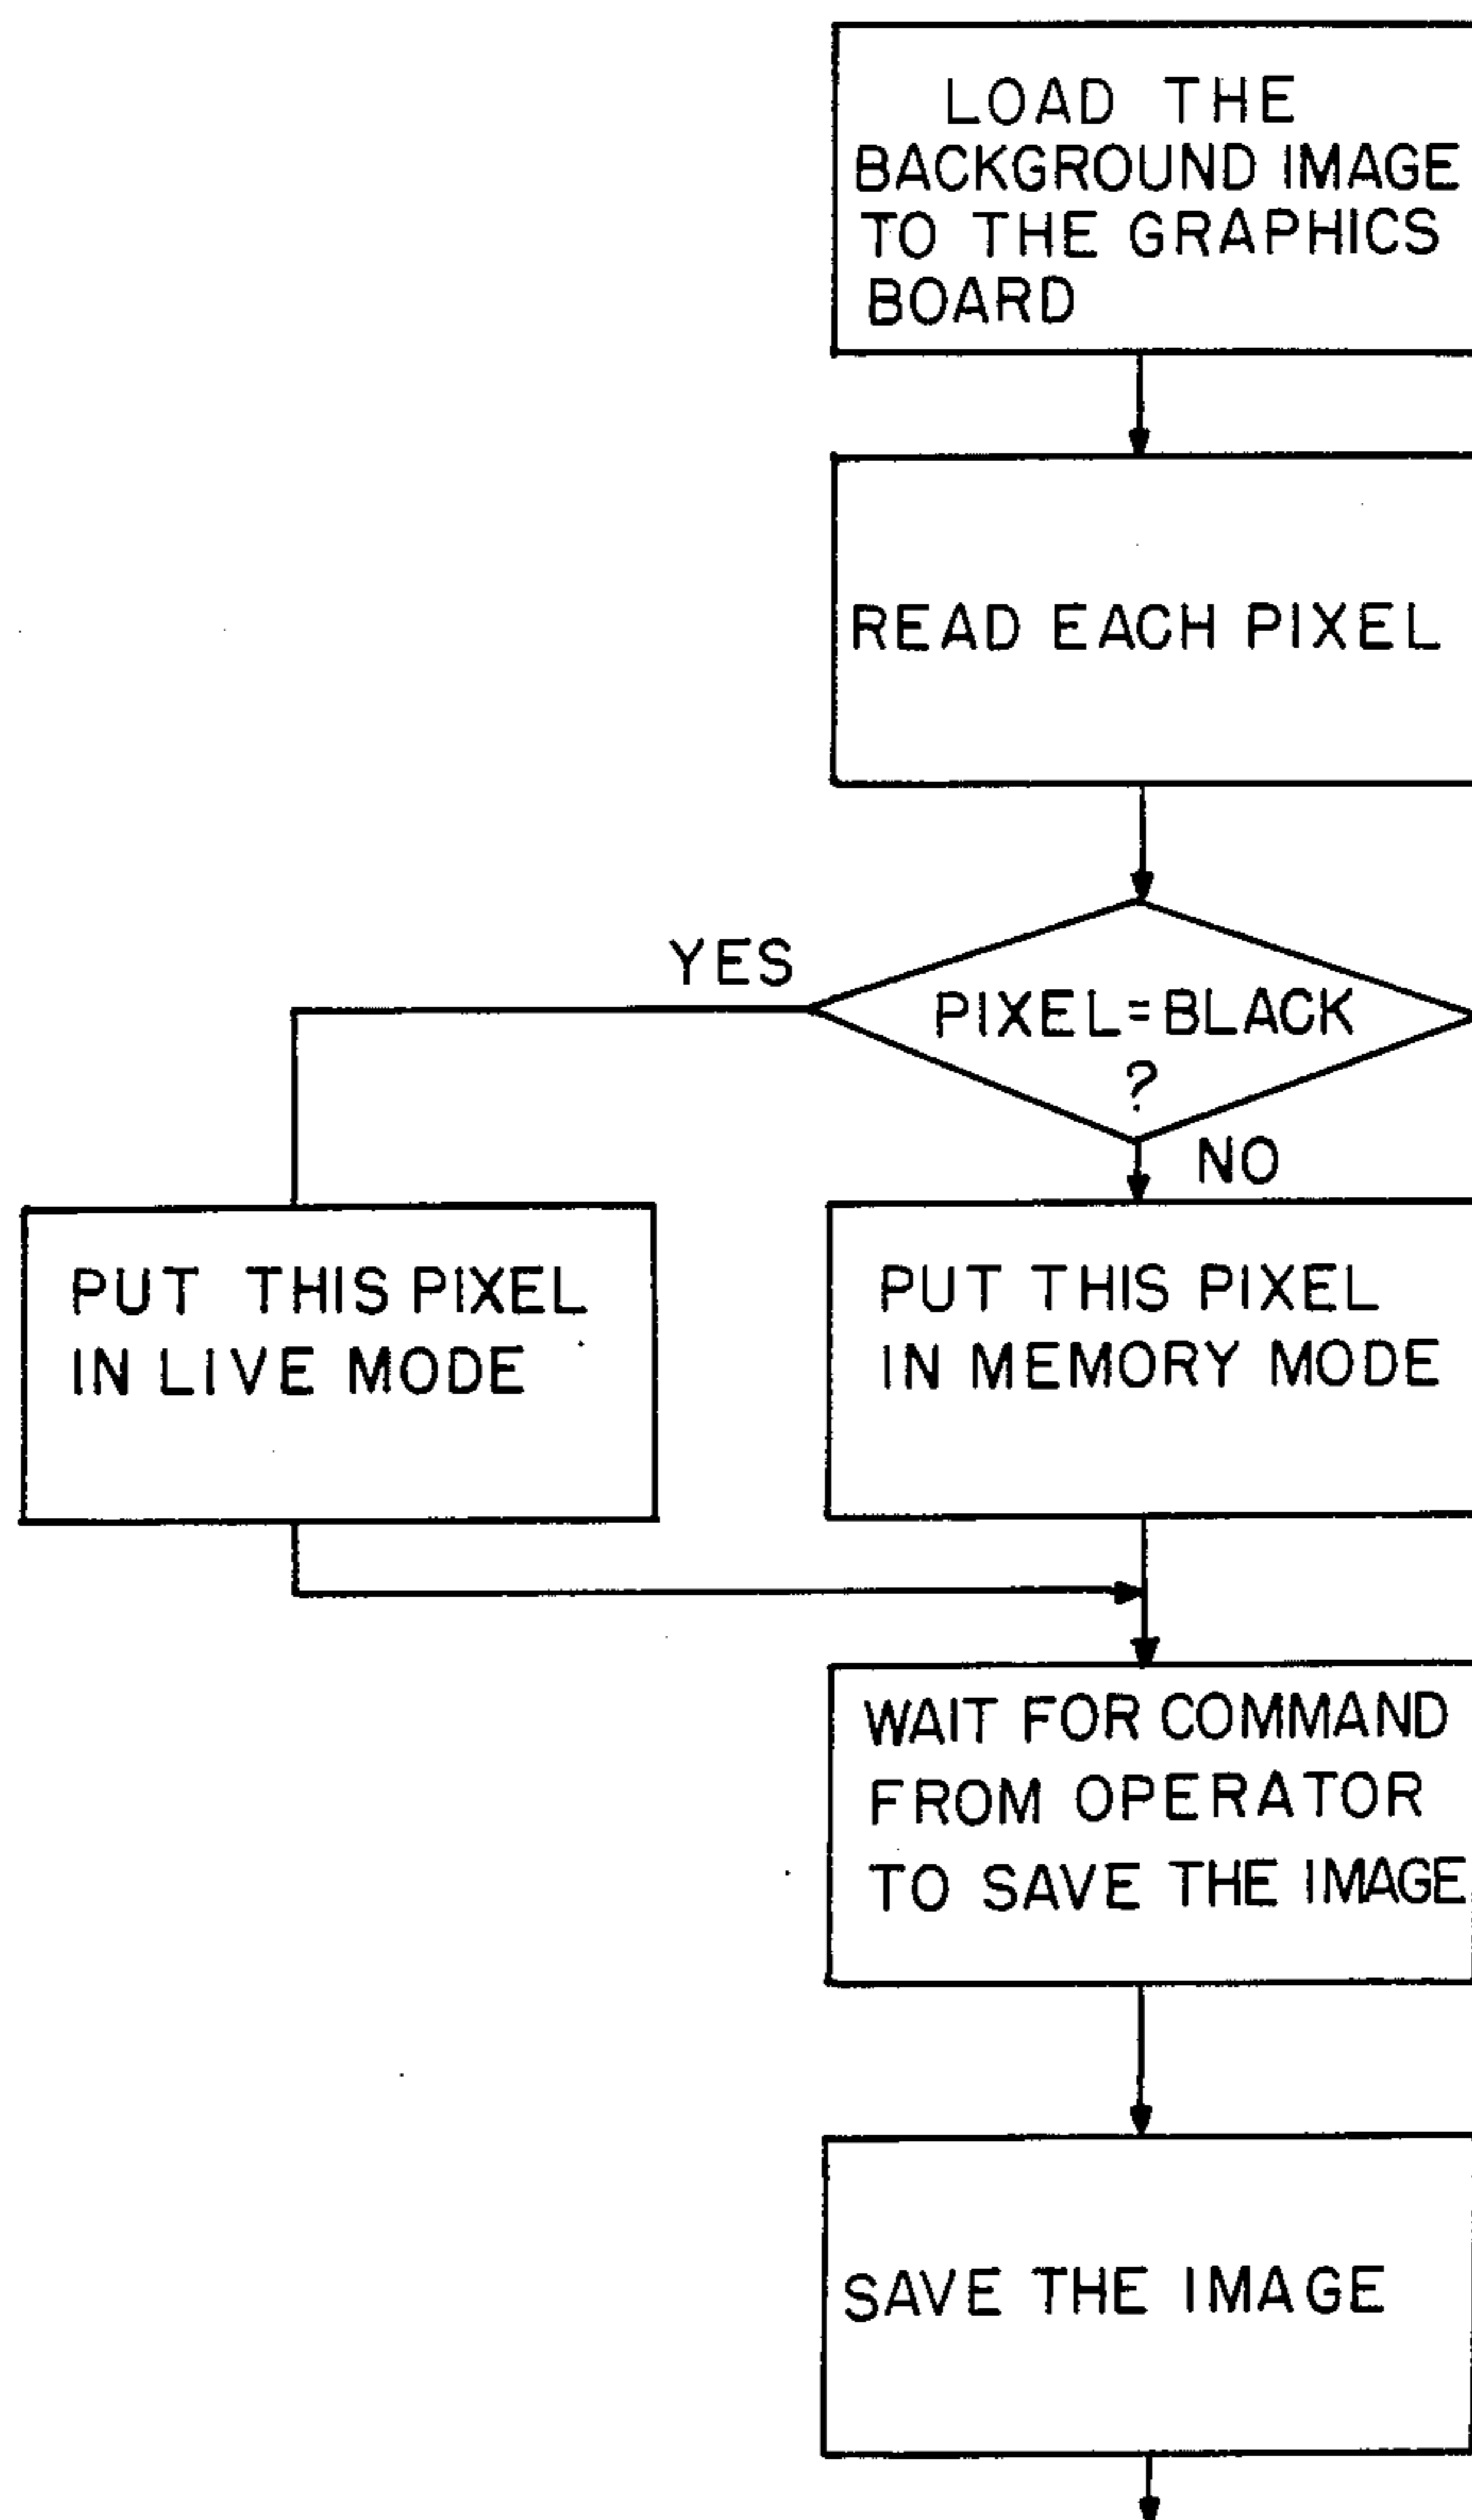 LOAD THE
BACKGROUND IMAGE
TO THE GRAPHICS
BOARD
READ EACH PIXEL
YES
PIXEL=BLACK
?
NO
PUT THIS PIXEL
IN LIVE MODE
PUT THIS PIXEL
IN MEMORY MODE
WAIT FOR COMMAND
FROM OPERATOR
TO SAVE THE IMAGE
SAVE THE IMAGE